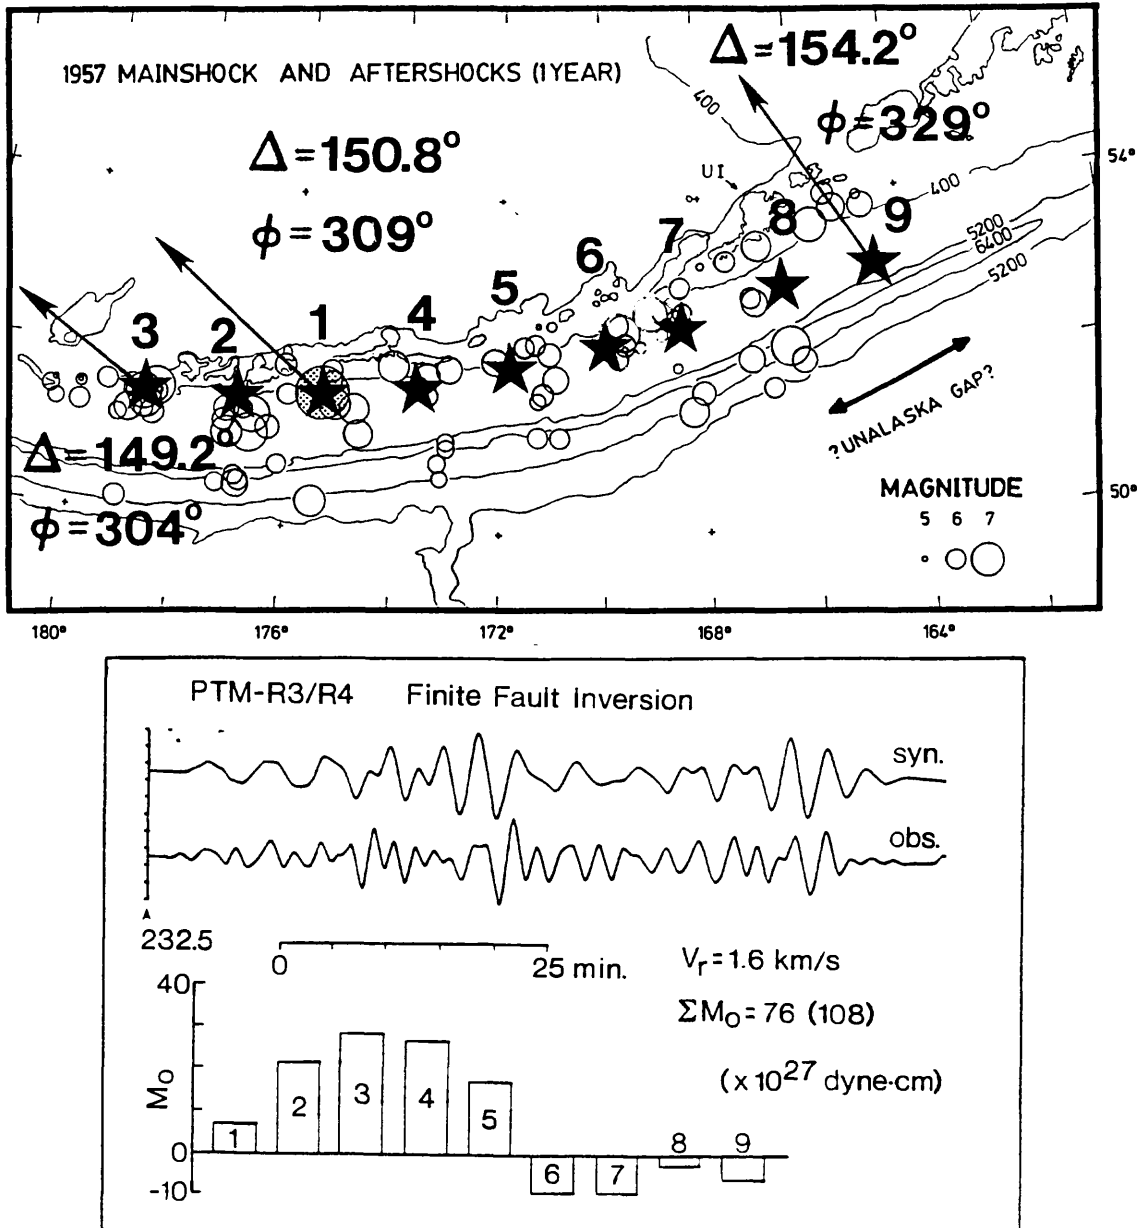 1957 MAINSHOCK AND AFTERSHOCKS (1YEAR)
Δ=154.2°
ϕ=329°
Δ=150.8°
ϕ=309°
400
UI
54°
400
5200
6400
5200
9
8
7
6
5
4
1
2
3
?UNALASKA GAP?
Δ=149.2°
ϕ=304°
MAGNITUDE
5 6 7
50°
180° 176° 172° 168° 164°
PTM-R3/R4 Finite Fault Inversion
syn.
obs.
232.5
0 25 min.
Vr=1.6 km/s
ΣMo=76 (108)
(x10²⁷ dyne·cm)
40
Mo
0
-10
1 2 3 4 5 6 7 8 9